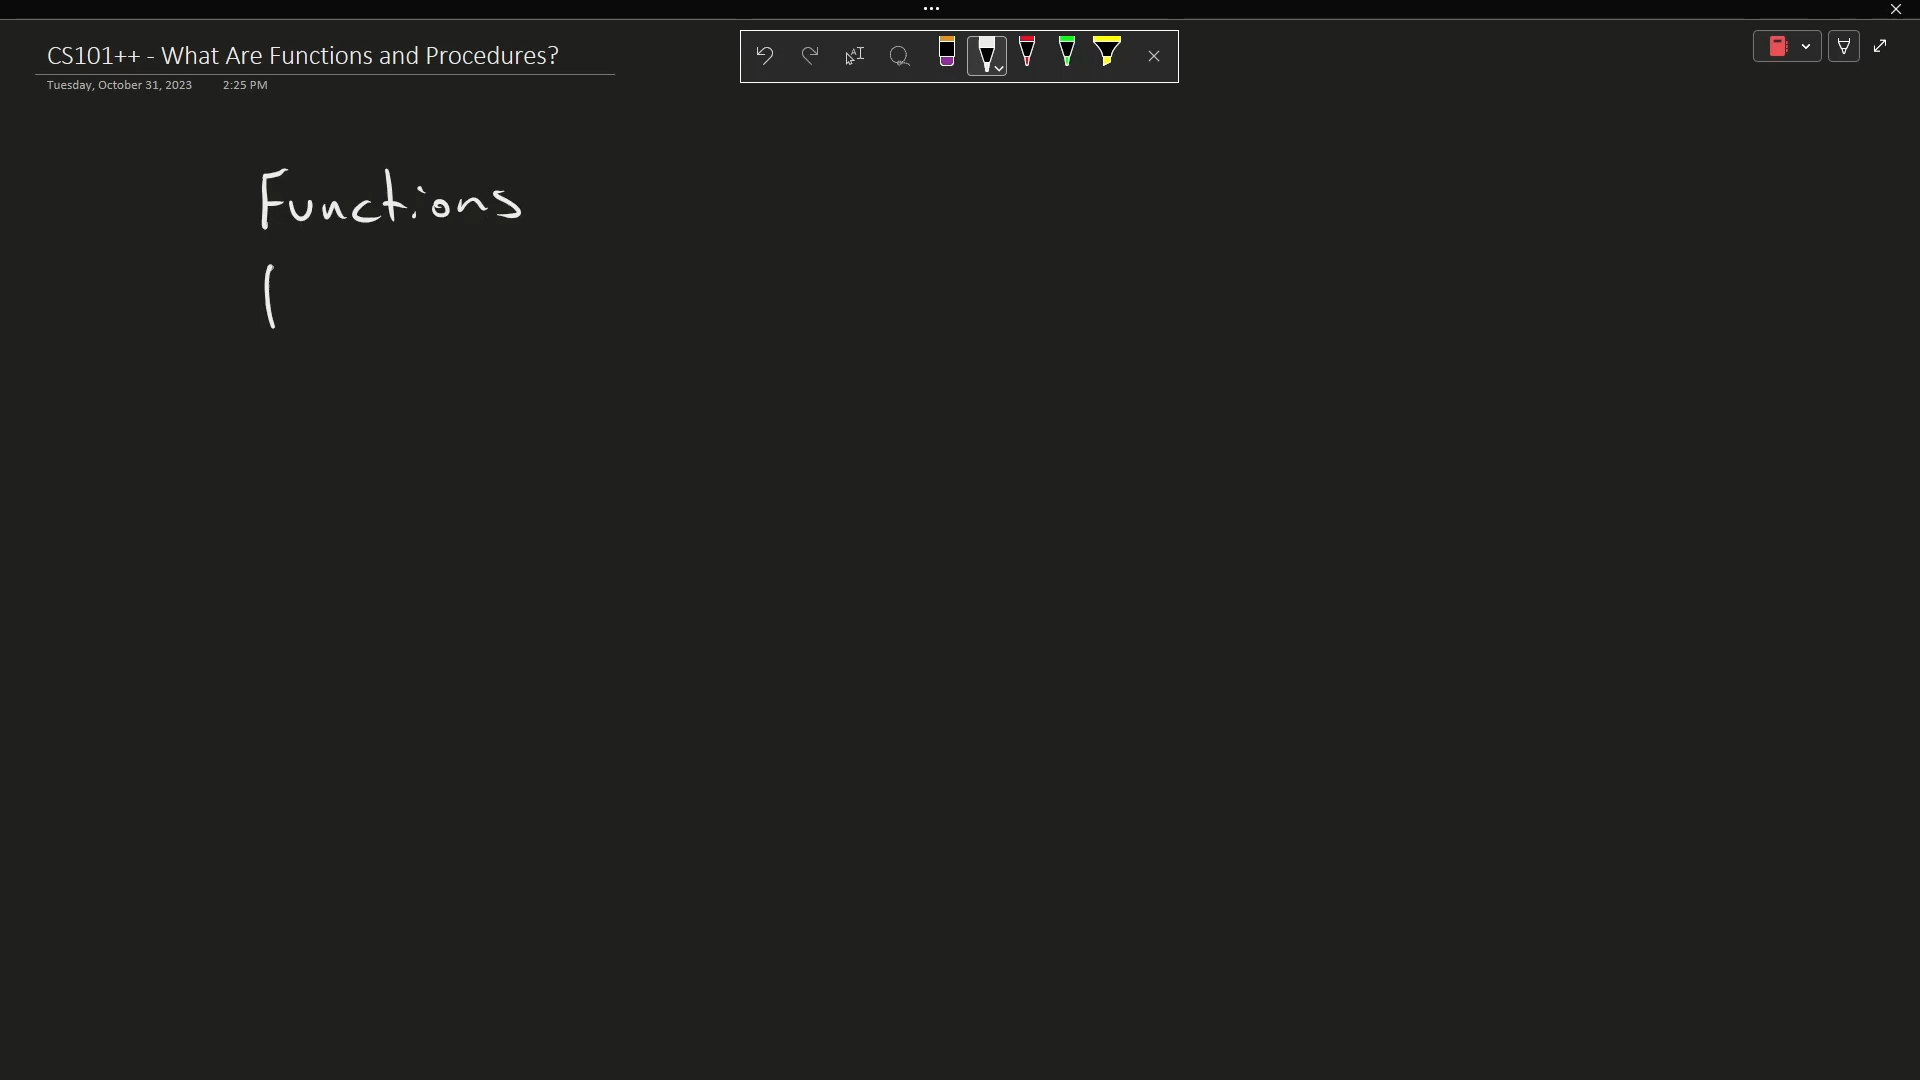 CS101++ - What Are Functions and Procedures?
Tuesday, October 31, 2023 2:25 PM
Functions